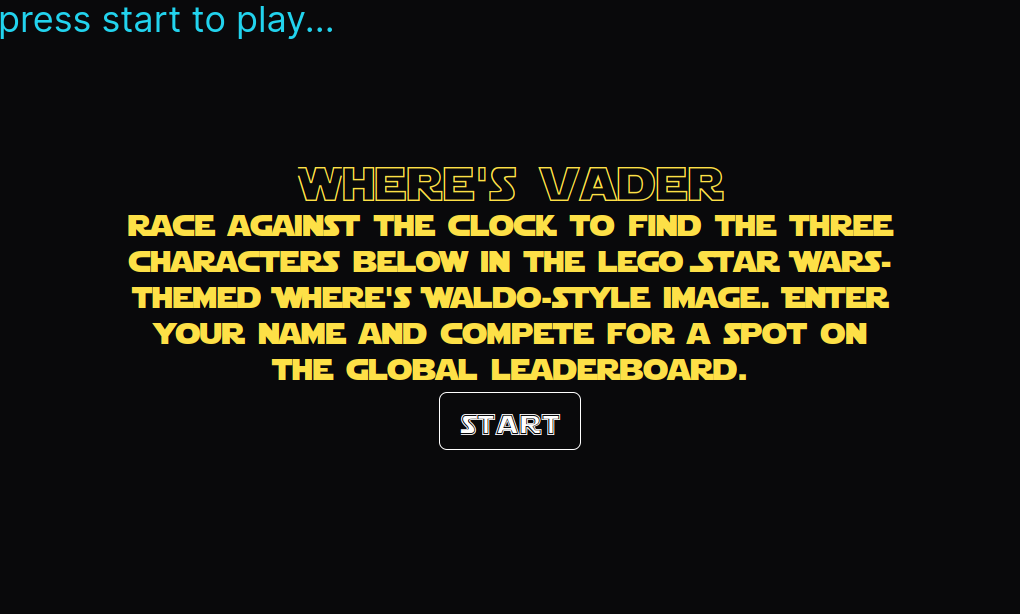 press start to play...
WHERE'S VADER
RACE AGAINST THE CLOCK TO FIND THE THREE
CHARACTERS BELOW IN THE LEGO STAR WARS-
THEMED WHERE'S WALDO-STYLE IMAGE. ENTER
YOUR NAME AND COMPETE FOR A SPOT ON
THE GLOBAL LEADERBOARD.
START